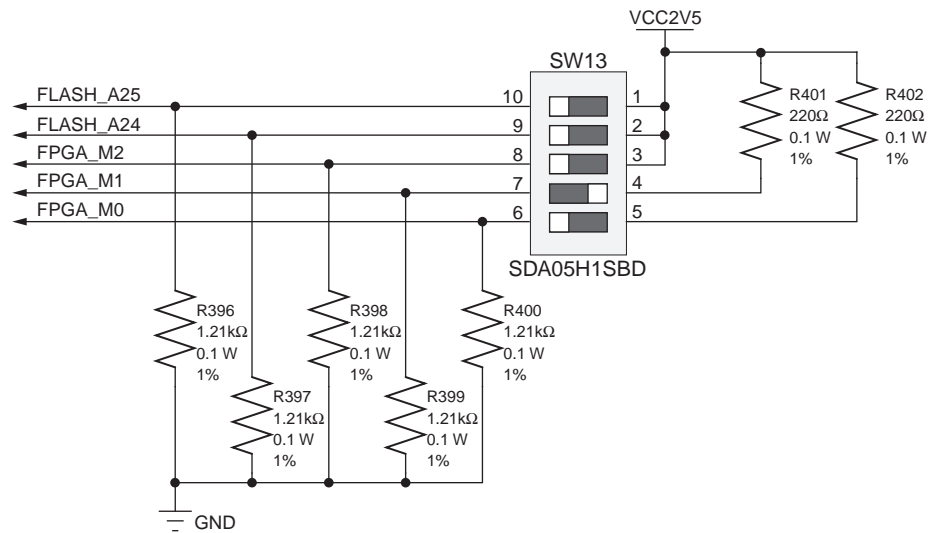 VCC2V5
SW13
FLASH_A25
10
1
FLASH_A24
9
2
FPGA_M2
8
3
FPGA_M1
7
4
FPGA_M0
6
5
SDA05H1SBD
R401
220Ω
0.1 W
1%
R402
220Ω
0.1 W
1%
R396
1.21kΩ
0.1 W
1%
R398
1.21kΩ
0.1 W
1%
R400
1.21kΩ
0.1 W
1%
R397
1.21kΩ
0.1 W
1%
R399
1.21kΩ
0.1 W
1%
GND